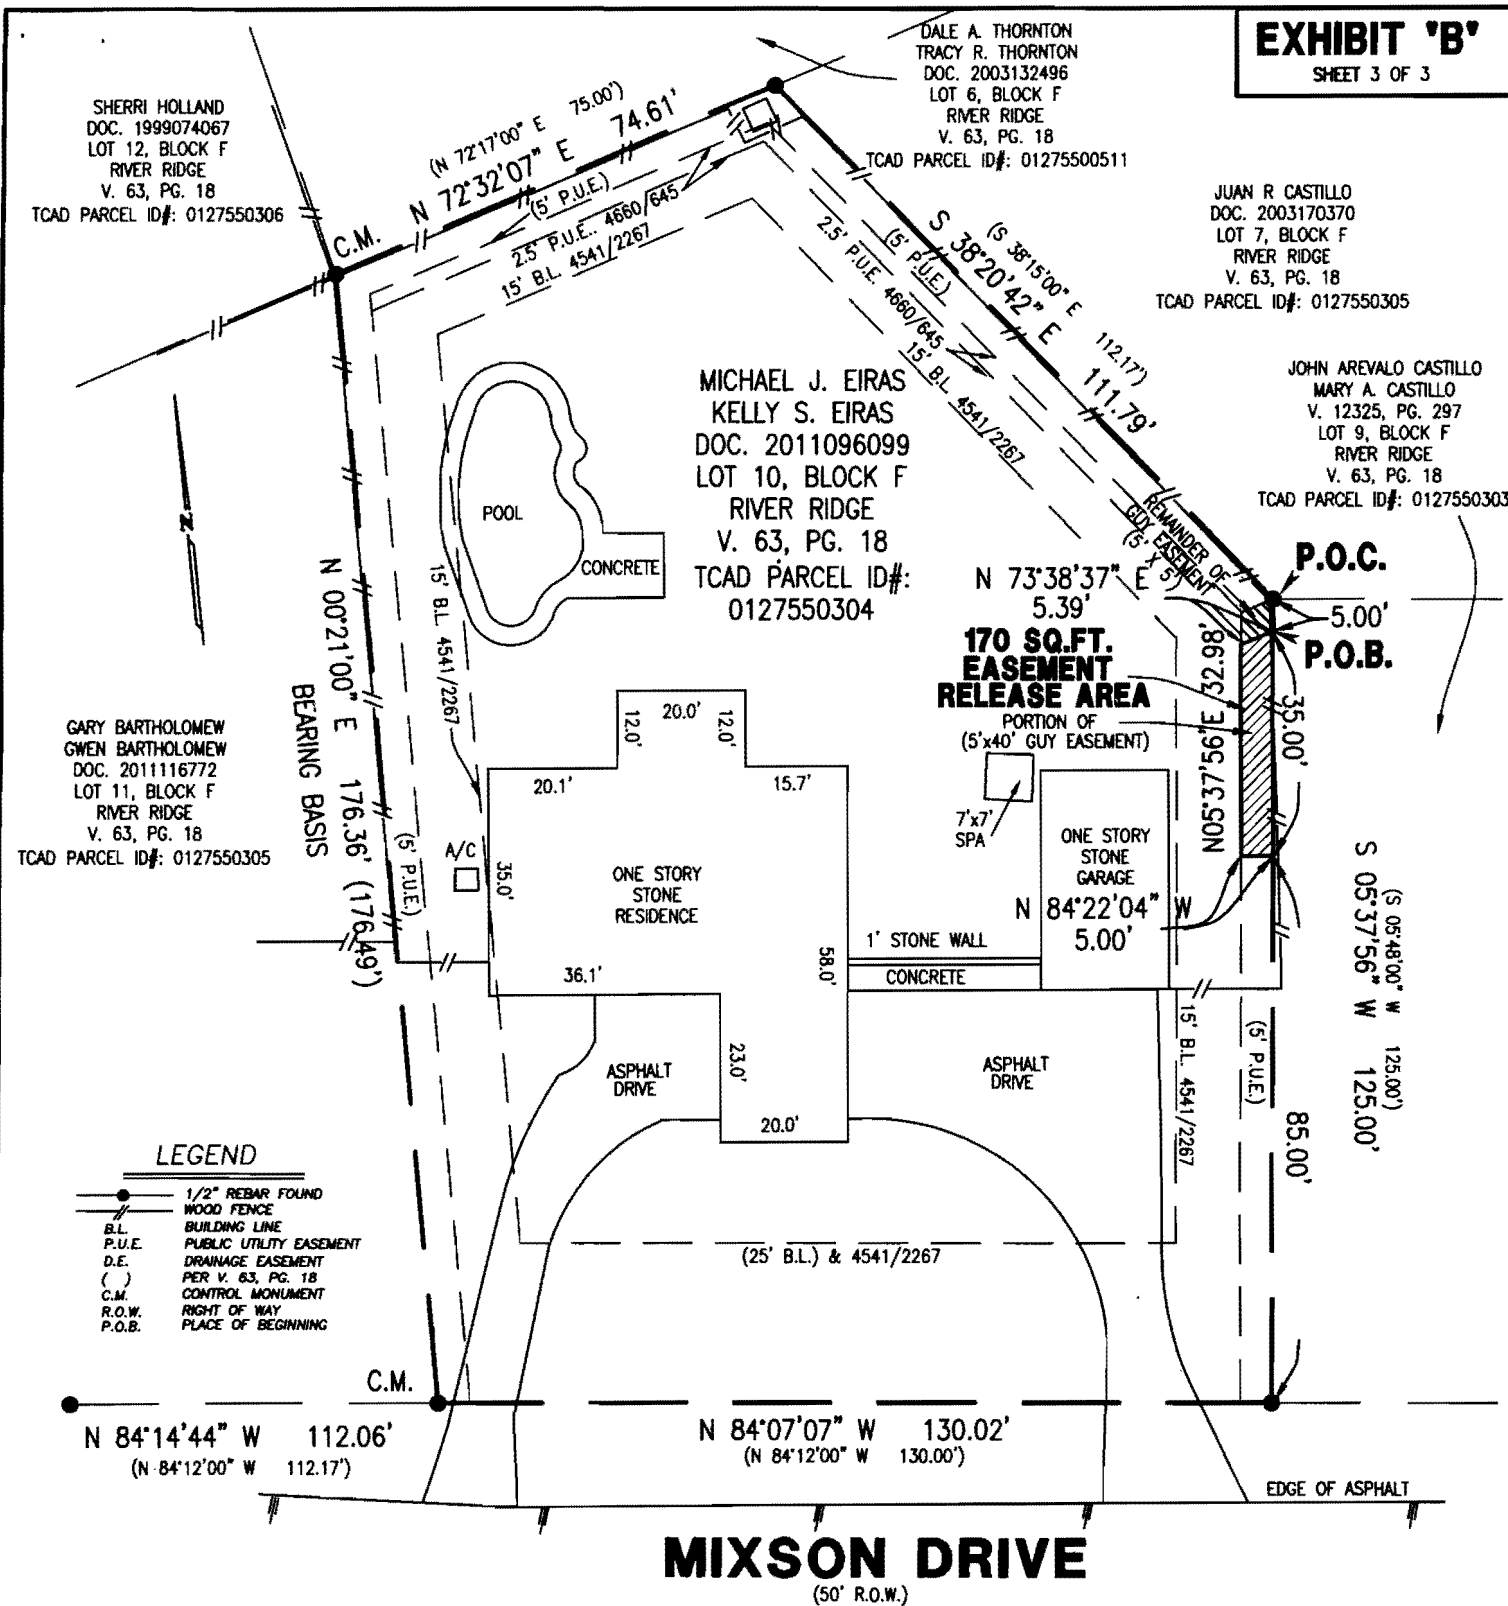 EXHIBIT "B"
SHEET 3 OF 3
DALE A. THORNTON
TRACY R. THORNTON
DOC. 2003132496
LOT 6, BLOCK F
RIVER RIDGE
V. 63, PG. 18
TCAD PARCEL ID#: 01275500511
SHERRI HOLLAND
DOC. 1999074067
LOT 12, BLOCK F
RIVER RIDGE
V. 63, PG. 18
TCAD PARCEL ID#: 0127550306
(N 72°17'00" E 75.00')
N 72°32'07" E 74.61'
(5' P.U.E.)
2.5' P.U.E. 4660/645
15' B.L. 4541/2267
C.M.
JUAN R CASTILLO
DOC. 2003170370
LOT 7, BLOCK F
RIVER RIDGE
V. 63, PG. 18
TCAD PARCEL ID#: 0127550305
(S 38°15'00" E 112.17')
S 38°20'42" E 111.79'
(5' P.U.E.)
2.5' P.U.E. 4660/645
15' B.L. 4541/2267
JOHN AREVALO CASTILLO
MARY A. CASTILLO
V. 12325, PG. 297
LOT 9, BLOCK F
RIVER RIDGE
V. 63, PG. 18
TCAD PARCEL ID#: 0127550303
MICHAEL J. EIRAS
KELLY S. EIRAS
DOC. 2011096099
LOT 10, BLOCK F
RIVER RIDGE
V. 63, PG. 18
TCAD PARCEL ID#:
0127550304
POOL
CONCRETE
N
REMAINDER OF
GUY EASEMENT
(5' X 5')
P.O.C.
5.00'
P.O.B.
N 73°38'37" E
5.39'
170 SQ.FT.
EASEMENT
RELEASE AREA
PORTION OF
(5'x40' GUY EASEMENT)
N05°37'56"E 32.98'
35.00'
N 00°21'00" E 176.36' (176.49')
BEARING BASIS
15' B.L. 4541/2267
(5' P.U.E.)
GARY BARTHOLOMEW
GWEN BARTHOLOMEW
DOC. 2011116772
LOT 11, BLOCK F
RIVER RIDGE
V. 63, PG. 18
TCAD PARCEL ID#: 0127550305
12.0'
20.0'
12.0'
20.1'
15.7'
A/C
35.0'
ONE STORY
STONE
RESIDENCE
36.1'
58.0'
23.0'
20.0'
7'x7'
SPA
ONE STORY
STONE
GARAGE
N 84°22'04" W
5.00'
1' STONE WALL
CONCRETE
ASPHALT
DRIVE
ASPHALT
DRIVE
15' B.L. 4541/2267
(5' P.U.E.)
85.00'
(S 05°48'00" W 125.00')
S 05°37'56" W 125.00'
LEGEND
1/2" REBAR FOUND
WOOD FENCE
B.L. BUILDING LINE
P.U.E. PUBLIC UTILITY EASEMENT
D.E. DRAINAGE EASEMENT
( ) PER V. 63, PG. 18
C.M. CONTROL MONUMENT
R.O.W. RIGHT OF WAY
P.O.B. PLACE OF BEGINNING
(25' B.L.) & 4541/2267
C.M.
N 84°14'44" W 112.06'
(N 84°12'00" W 112.17')
N 84°07'07" W 130.02'
(N 84°12'00" W 130.00')
EDGE OF ASPHALT
MIXSON DRIVE
(50' R.O.W.)